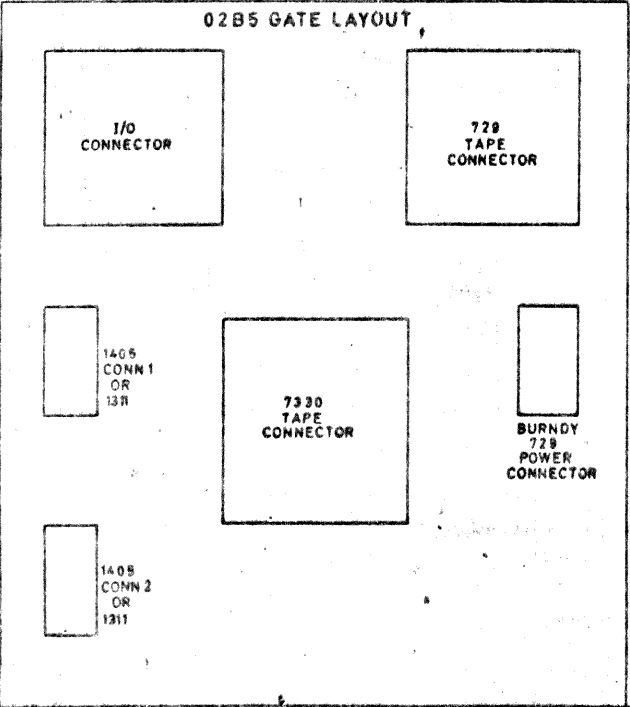 02B5 GATE LAYOUT
I/O
CONNECTOR
729
TAPE
CONNECTOR
1405
CONN 1
OR
1311
7330
TAPE
CONNECTOR
BURNDY
729
POWER
CONNECTOR
1405
CONN 2
OR
1311